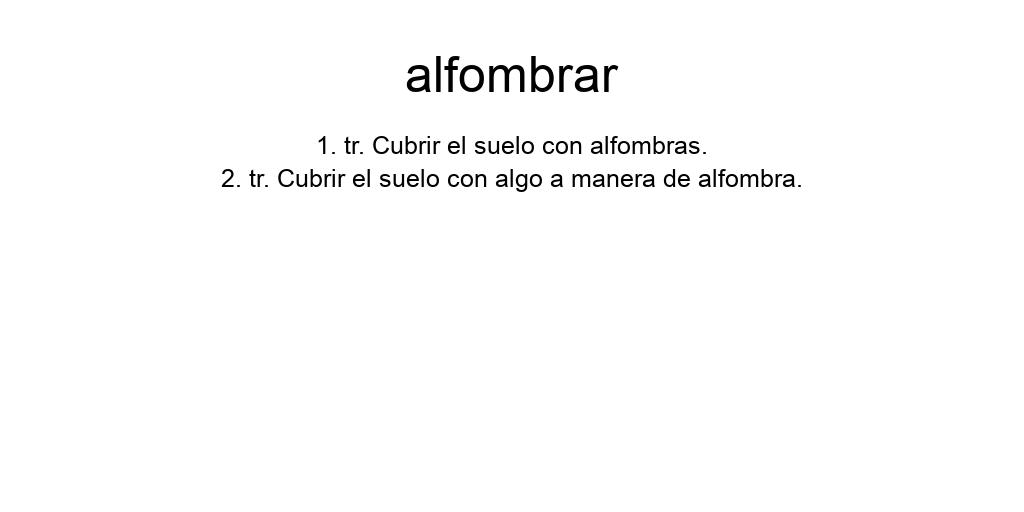 alfombrar
1. tr. Cubrir el suelo con alfombras.
2. tr. Cubrir el suelo con algo a manera de alfombra.